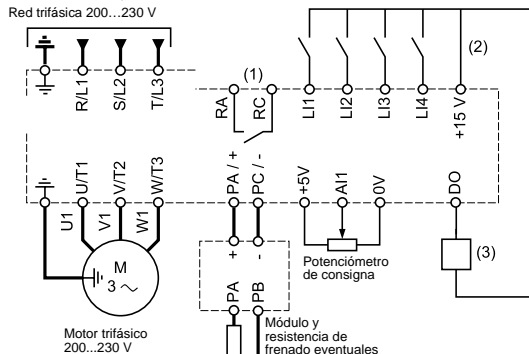 Red trifásica 200...230 V
R/L1
S/L2
T/L3
(1)
RA
RC
LI1
LI2
LI3
LI4
+15 V
(2)
U/T1
V/T2
W/T3
PA / +
PC / -
+5V
AI1
0V
DO
U1
V1
W1
M
3
+
-
PA
PB
Potenciómetro
de consigna
(3)
Motor trifásico
200...230 V
Módulo y
resistencia de
frenado eventuales